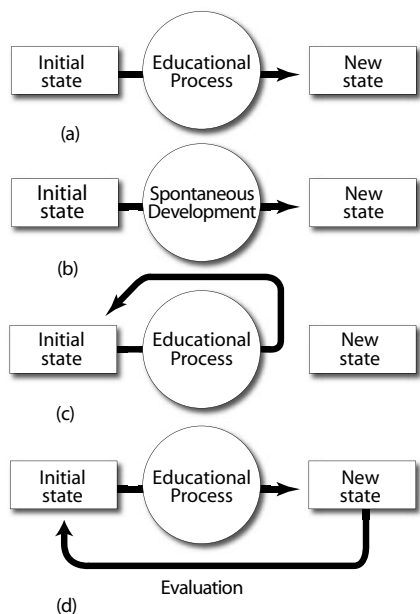 Initial
state
Educational
Process
New
state
(a)
Initial
state
Spontaneous
Development
New
state
(b)
Initial
state
Educational
Process
New
state
(c)
Initial
state
Educational
Process
New
state
Evaluation
(d)